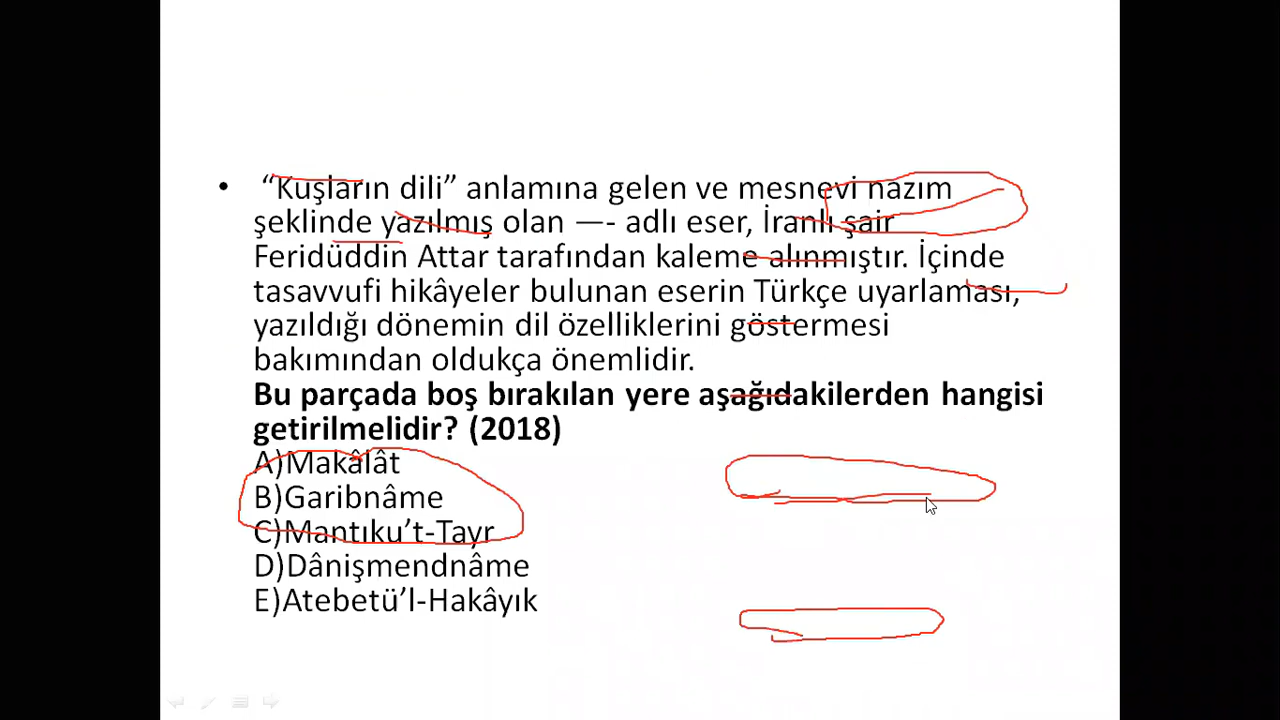 • “Kuşların dili” anlamına gelen ve mesnevi nazım
şeklinde yazılmış olan —- adlı eser, İranlı şair
Feridüddin Attar tarafından kaleme alınmıştır. İçinde
tasavvufi hikâyeler bulunan eserin Türkçe uyarlaması,
yazıldığı dönemin dil özelliklerini göstermesi
bakımından oldukça önemlidir.
Bu parçada boş bırakılan yere aşağıdakilerden hangisi
getirilmelidir? (2018)
A)Makâlât
B)Garibnâme
C)Mantıku’t-Tayr
D)Dânişmendnâme
E)Atebetü’l-Hakâyık